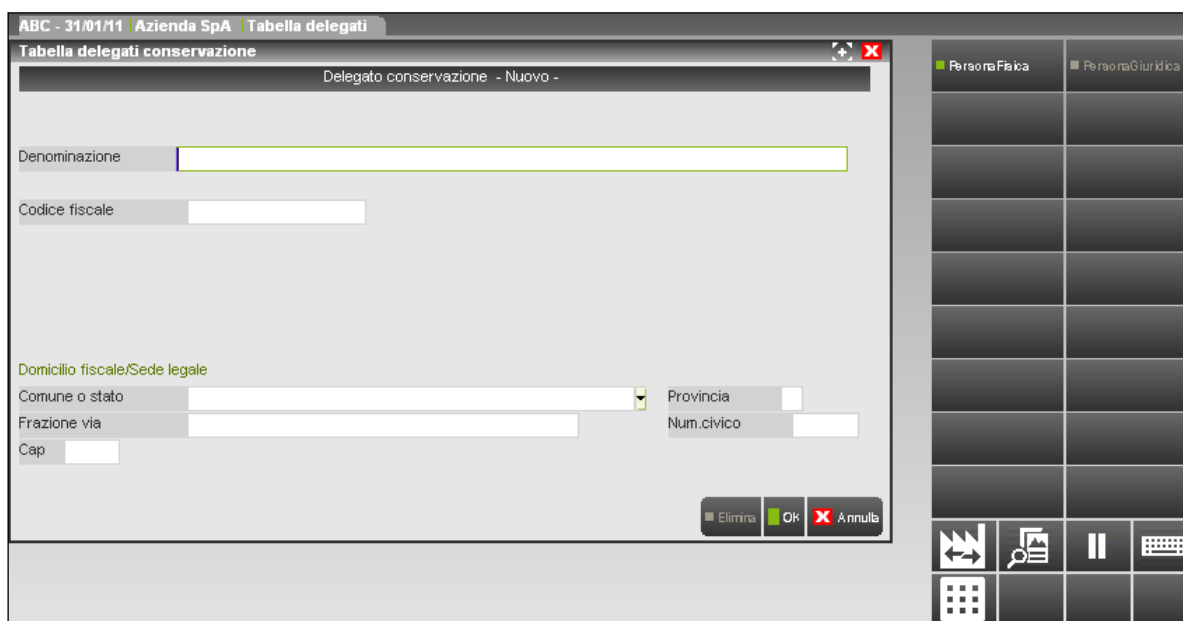 ABC - 31/01/11 Azienda SpA Tabella delegati
Tabella delegati conservazione
Delegato conservazione - Nuovo -
PersonaFisica PersonaGiuridica
Denominazione
Codice fiscale
Domicilio fiscale/Sede legale
Comune o stato Provincia
Frazione via Num.civico
Cap
Elimina OK Annulla